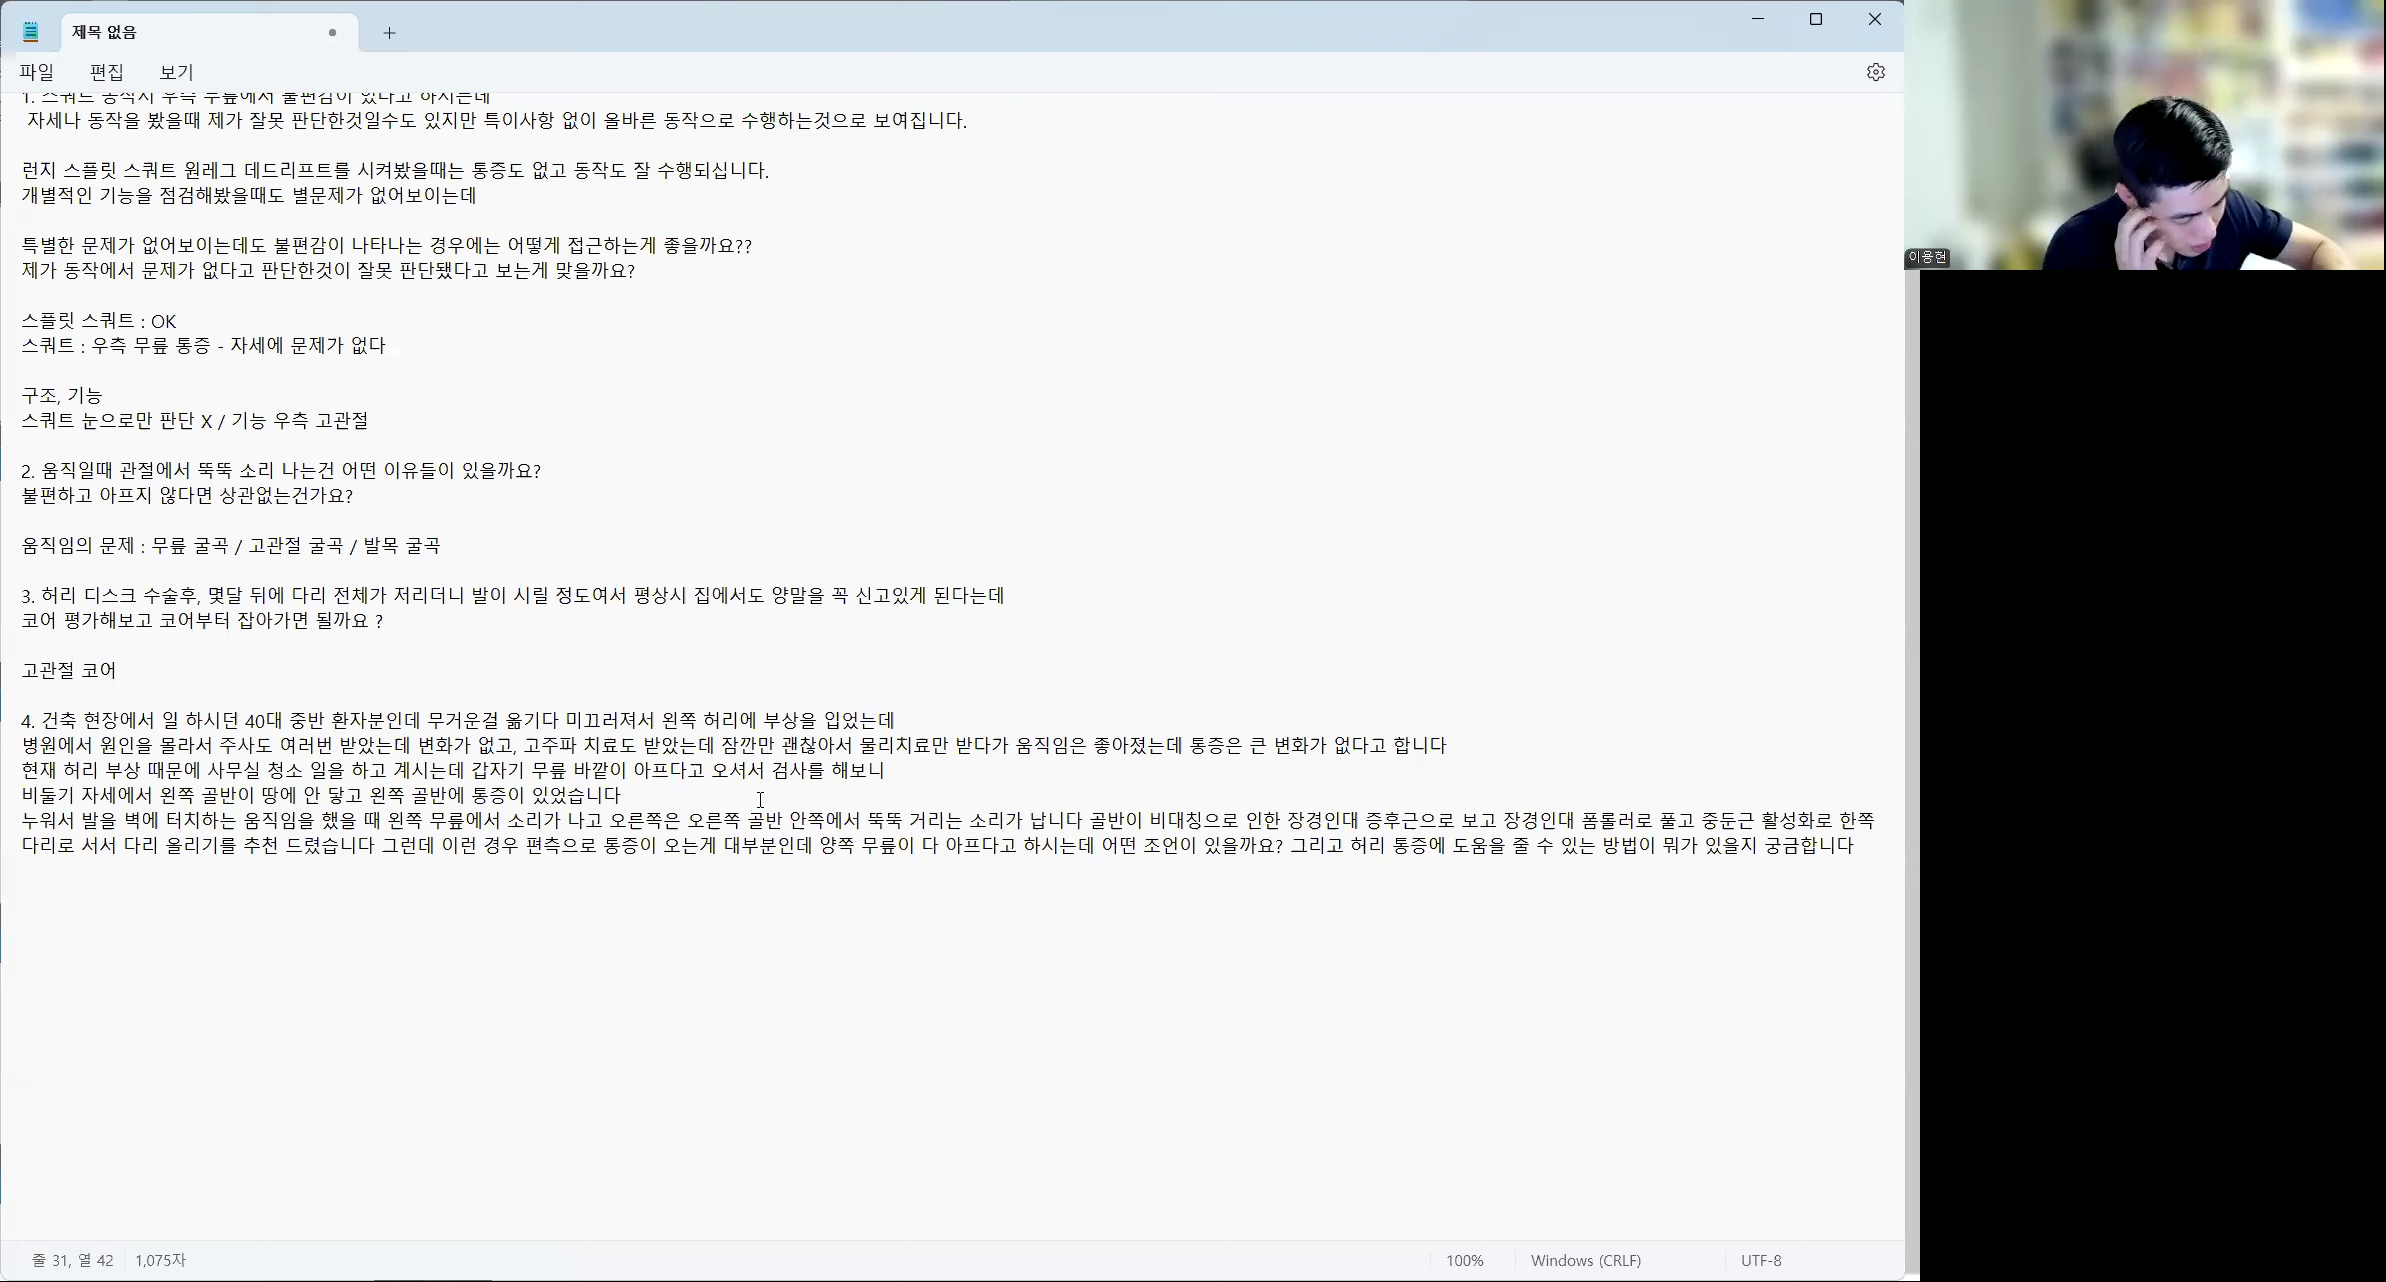 제목 없음
파일 편집 보기
1. 스쿼트 동작시 우측 무릎에서 불편감이 있다고 하시는데
자세나 동작을 봤을때 제가 잘못 판단한것일수도 있지만 특이사항 없이 올바른 동작으로 수행하는것으로 보여집니다.
런지 스플릿 스쿼트 원레그 데드리프트를 시켜봤을때는 통증도 없고 동작도 잘 수행되십니다.
개별적인 기능을 점검해봤을때도 별문제가 없어보이는데
특별한 문제가 없어보이는데도 불편감이 나타나는 경우에는 어떻게 접근하는게 좋을까요??
제가 동작에서 문제가 없다고 판단한것이 잘못 판단됐다고 보는게 맞을까요?
스플릿 스쿼트 : OK
스쿼트 : 우측 무릎 통증 - 자세에 문제가 없다
구조, 기능
스쿼트 눈으로만 판단 X / 기능 우측 고관절
2. 움직일때 관절에서 뚝뚝 소리 나는건 어떤 이유들이 있을까요?
불편하고 아프지 않다면 상관없는건가요?
움직임의 문제 : 무릎 굴곡 / 고관절 굴곡 / 발목 굴곡
3. 허리 디스크 수술후, 몇달 뒤에 다리 전체가 저리더니 발이 시릴 정도여서 평상시 집에서도 양말을 꼭 신고있게 된다는데
코어 평가해보고 코어부터 잡아가면 될까요 ?
고관절 코어
4. 건축 현장에서 일 하시던 40대 중반 환자분인데 무거운걸 옮기다 미끄러져서 왼쪽 허리에 부상을 입었는데
병원에서 원인을 몰라서 주사도 여러번 받았는데 변화가 없고, 고주파 치료도 받았는데 잠깐만 괜찮아서 물리치료만 받다가 움직임은 좋아졌는데 통증은 큰 변화가 없다고 합니다
현재 허리 부상 때문에 사무실 청소 일을 하고 계시는데 갑자기 무릎 바깥이 아프다고 오셔서 검사를 해보니
비둘기 자세에서 왼쪽 골반이 땅에 안 닿고 왼쪽 골반에 통증이 있었습니다
누워서 발을 벽에 터치하는 움직임을 했을 때 왼쪽 무릎에서 소리가 나고 오른쪽은 오른쪽 골반 안쪽에서 뚝뚝 거리는 소리가 납니다 골반이 비대칭으로 인한 장경인대 증후근으로 보고 장경인대 폼롤러로 풀고 중둔근 활성화로 한쪽
다리로 서서 다리 올리기를 추천 드렸습니다 그런데 이런 경우 편측으로 통증이 오는게 대부분인데 양쪽 무릎이 다 아프다고 하시는데 어떤 조언이 있을까요? 그리고 허리 통증에 도움을 줄 수 있는 방법이 뭐가 있을지 궁금합니다
줄 31, 열 42 1,075자 100% Windows (CRLF) UTF-8
이용현